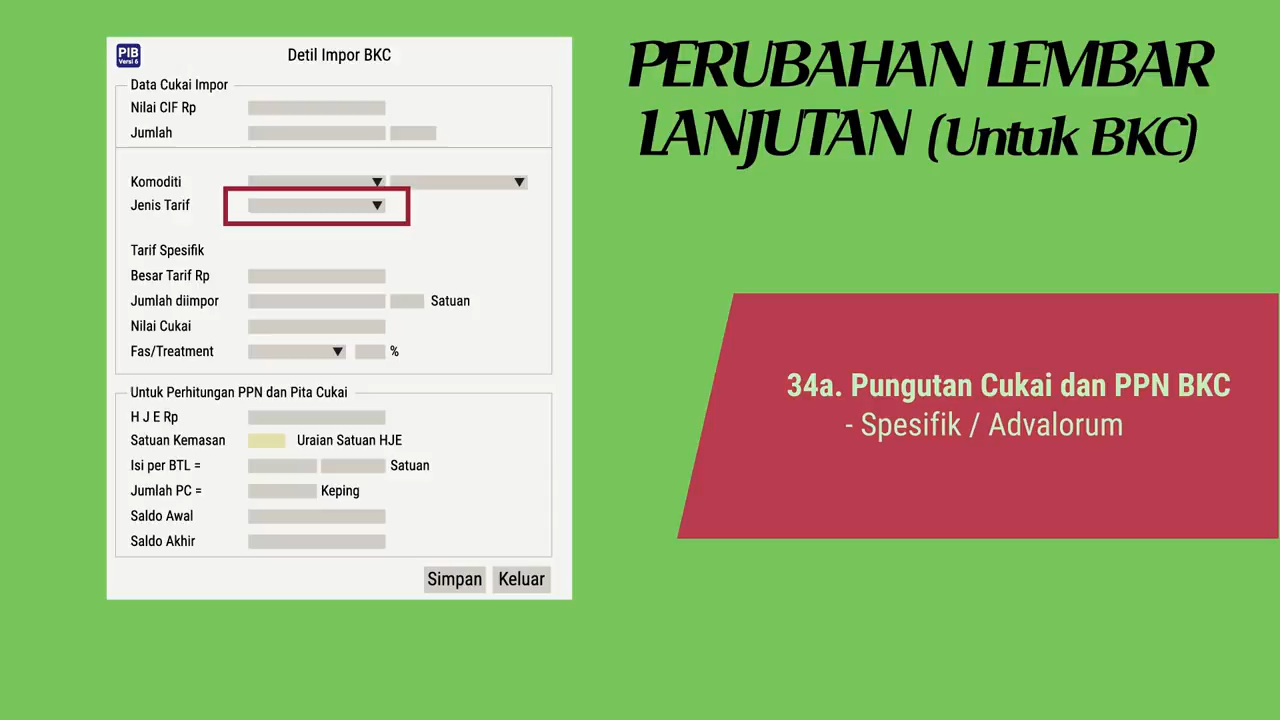 PIB
Versi 6
Detil Impor BKC
Data Cukai Impor
Nilai CIF Rp
Jumlah
Komoditi
Jenis Tarif
Tarif Spesifik
Besar Tarif Rp
Jumlah diimpor Satuan
Nilai Cukai
Fas/Treatment %
Untuk Perhitungan PPN dan Pita Cukai
H J E Rp
Satuan Kemasan Uraian Satuan HJE
Isi per BTL = Satuan
Jumlah PC = Keping
Saldo Awal
Saldo Akhir
Simpan Keluar
PERUBAHAN LEMBAR
LANJUTAN (Untuk BKC)
34a. Pungutan Cukai dan PPN BKC
- Spesifik / Advalorum